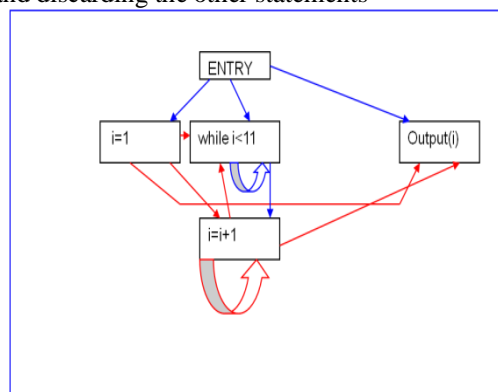 and discarding the other statements
ENTRY
i=1
while i<11
Output(i)
i=i+1